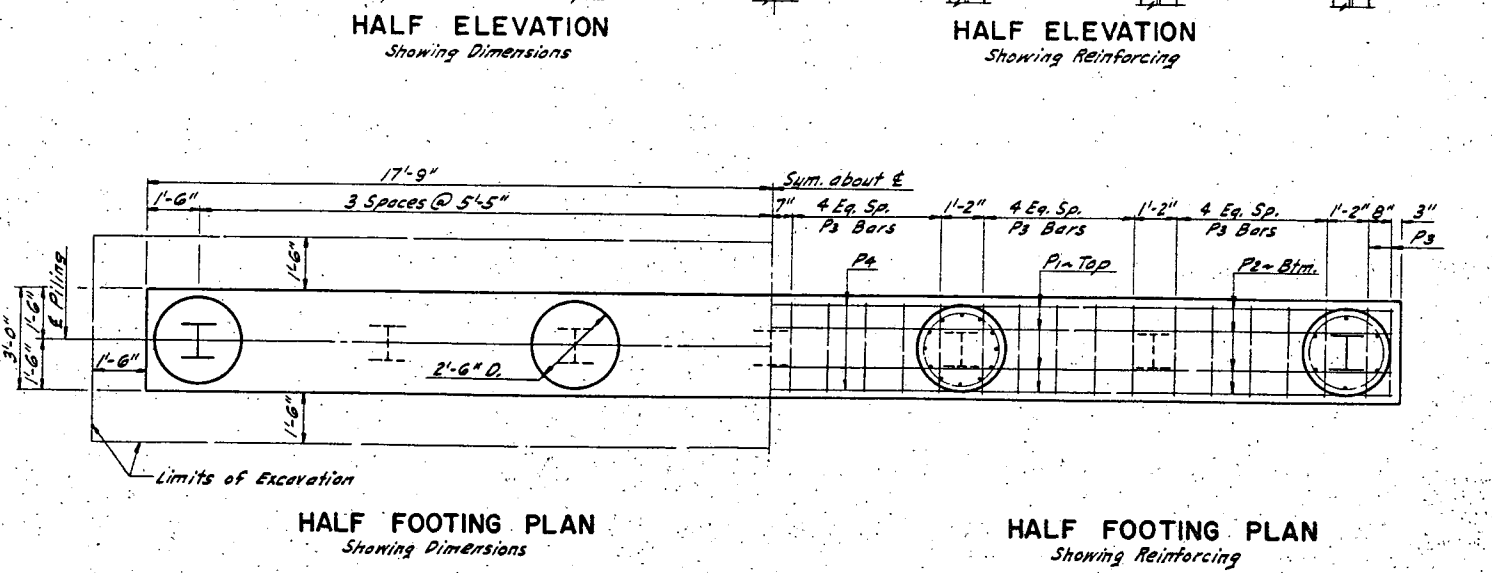 HALF ELEVATION
Showing Dimensions
HALF ELEVATION
Showing Reinforcing
17'-9"
Sym. about ℄
1'-6"
3 Spaces @ 5'-5"
7"
4 Eq. Sp.
P3 Bars
1'-2"
4 Eq. Sp.
P3 Bars
1'-2"
4 Eq. Sp.
P3 Bars
1'-2"
8"
3"
P3
℄ Piling
1'-6"
P4
P1~Top
P2~Btm.
3'-0"
1'-6"
1'-6"
1'-6"
2'-6" D.
1'-6"
Limits of Excavation
HALF FOOTING PLAN
Showing Dimensions
HALF FOOTING PLAN
Showing Reinforcing